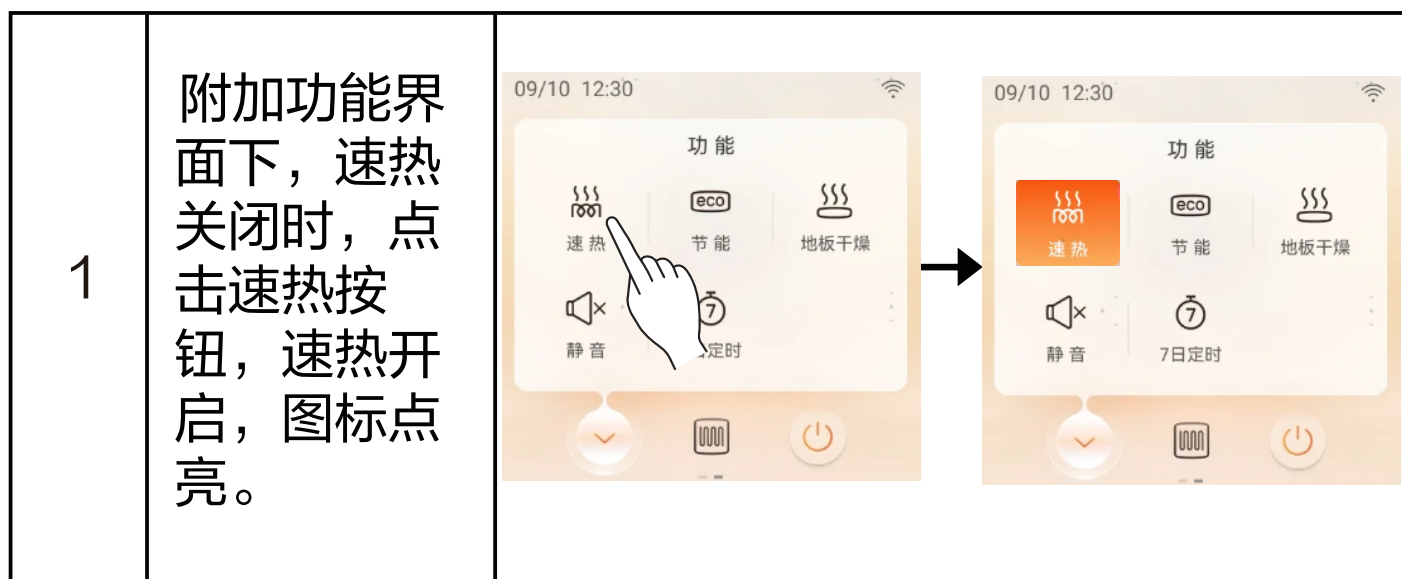 1
附加功能界
面下，速热
关闭时，点
击速热按
钮，速热开
启，图标点
亮。
09/10 12:30
功能
速热
eco
节能
地板干燥
静音
7
定时
09/10 12:30
功能
速热
eco
节能
地板干燥
静音
7
7日定时